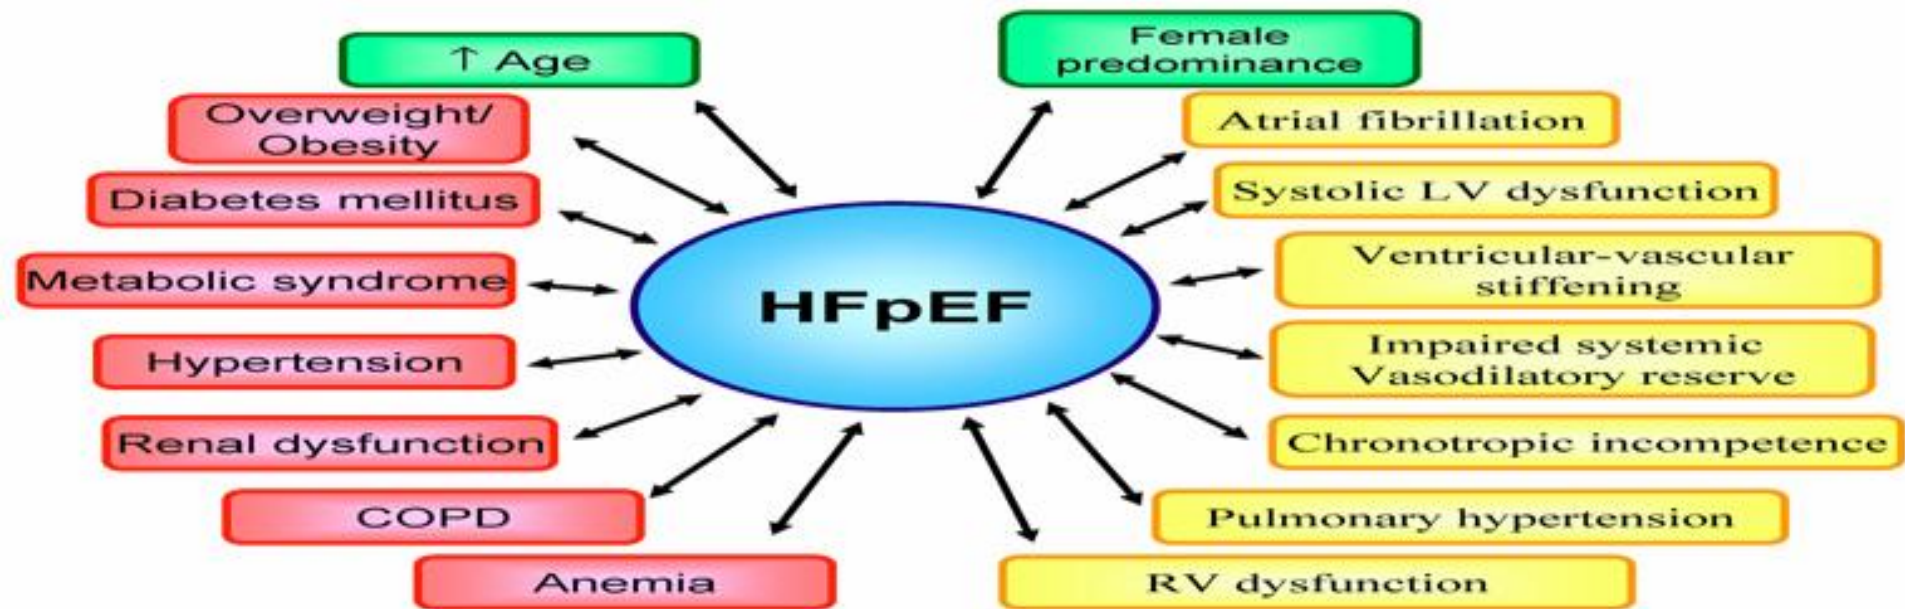 ↑ Age
Female
predominance
Overweight/
Obesity
Atrial fibrillation
Diabetes mellitus
Systolic LV dysfunction
Metabolic syndrome
Ventricular-vascular
stiffening
HFpEF
Hypertension
Impaired systemic
Vasodilatory reserve
Renal dysfunction
Chronotropic incompetence
COPD
Pulmonary hypertension
Anemia
RV dysfunction